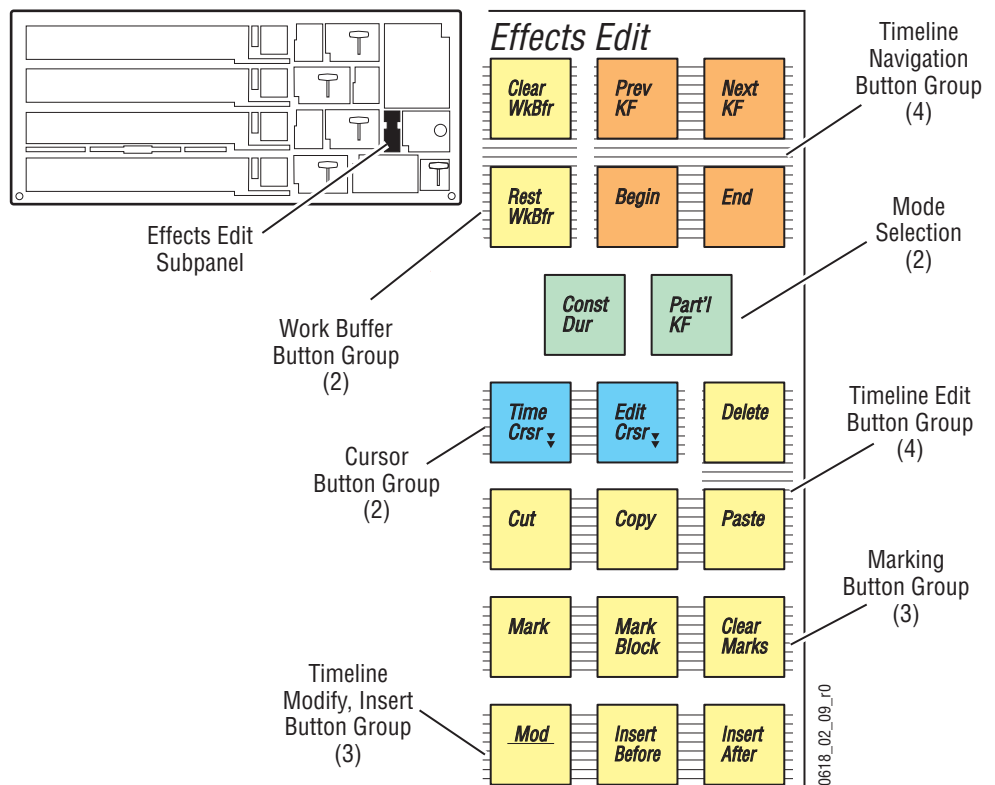 Effects Edit
Clear
WkBfr
Prev
KF
Next
KF
Timeline
Navigation
Button Group
(4)
Rest
WkBfr
Begin
End
Effects Edit
Subpanel
Mode
Selection
(2)
Const
Dur
Part'l
KF
Work Buffer
Button Group
(2)
Time
Crsr
Edit
Crsr
Delete
Timeline Edit
Button Group
(4)
Cursor
Button Group
(2)
Cut
Copy
Paste
Marking
Button Group
(3)
Mark
Mark
Block
Clear
Marks
Timeline
Modify, Insert
Button Group
(3)
Mod
Insert
Before
Insert
After
0618_02_09_r0